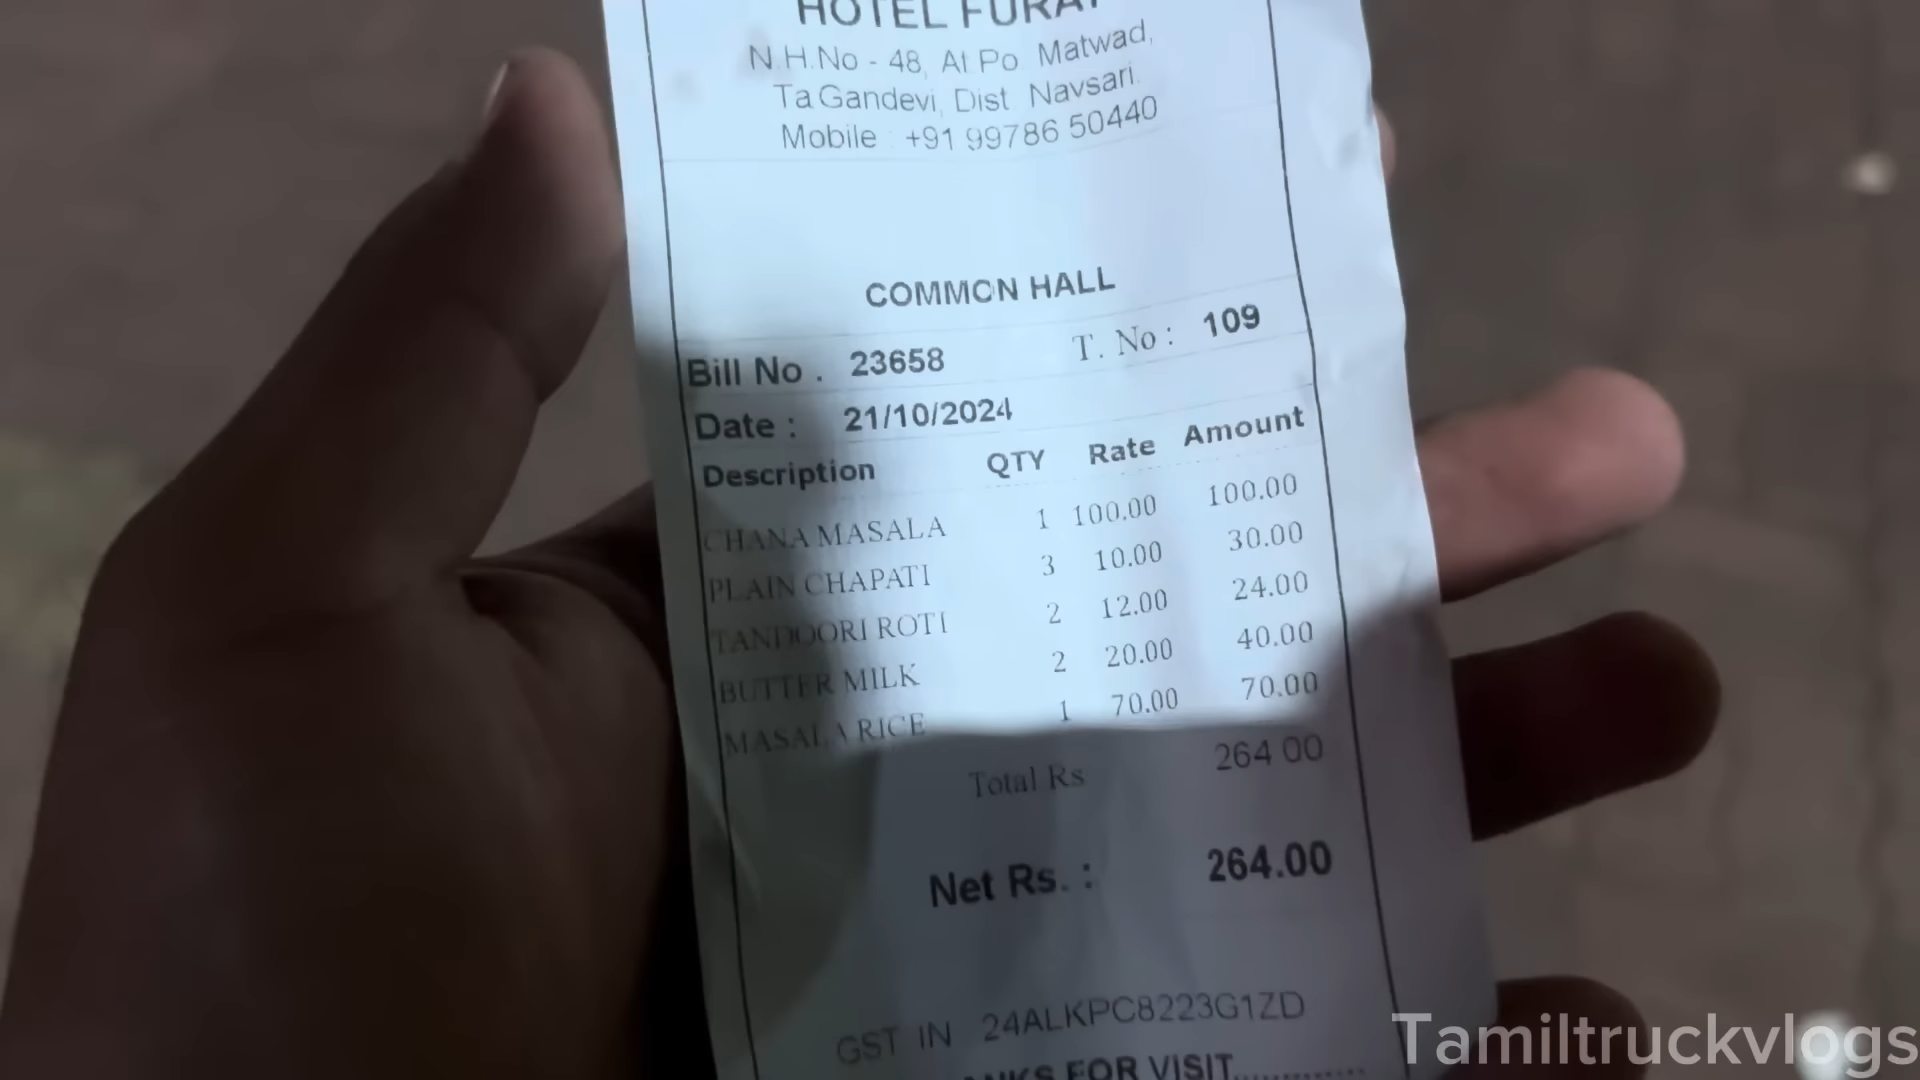 HOTEL
N.H.No - 48, At.Po. Matwad,
Ta Gandevi, Dist. Navsari.
Mobile : +91 99786 50440
COMMON HALL
Bill No . 23658 T. No : 109
Date : 21/10/2024
Description QTY Rate Amount
CHANA MASALA 1 100.00 100.00
PLAIN CHAPATI 3 10.00 30.00
TANDOORI ROTI 2 12.00 24.00
BUTTER MILK 2 20.00 40.00
MASALA RICE 1 70.00 70.00
Total Rs 264.00
Net Rs. : 264.00
GST IN 24ALKPC8223G1ZD
FOR VISIT..............
Tamiltruckvlogs